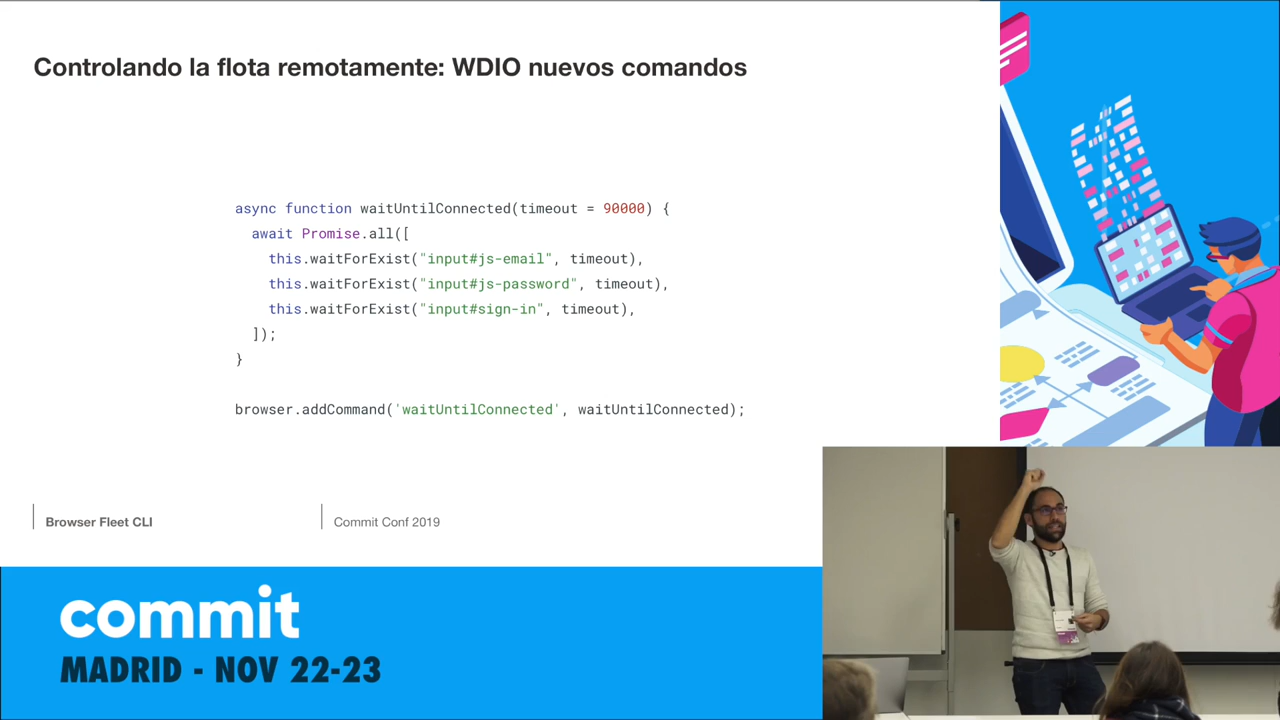 Controlando la flota remotamente: WDIO nuevos comandos
async function waitUntilConnected(timeout = 90000) {
  await Promise.all([
    this.waitForExist("input#js-email", timeout),
    this.waitForExist("input#js-password", timeout),
    this.waitForExist("input#sign-in", timeout),
  ]);
}
browser.addCommand('waitUntilConnected', waitUntilConnected);
Browser Fleet CLI
Commit Conf 2019
commit
MADRID - NOV 22-23